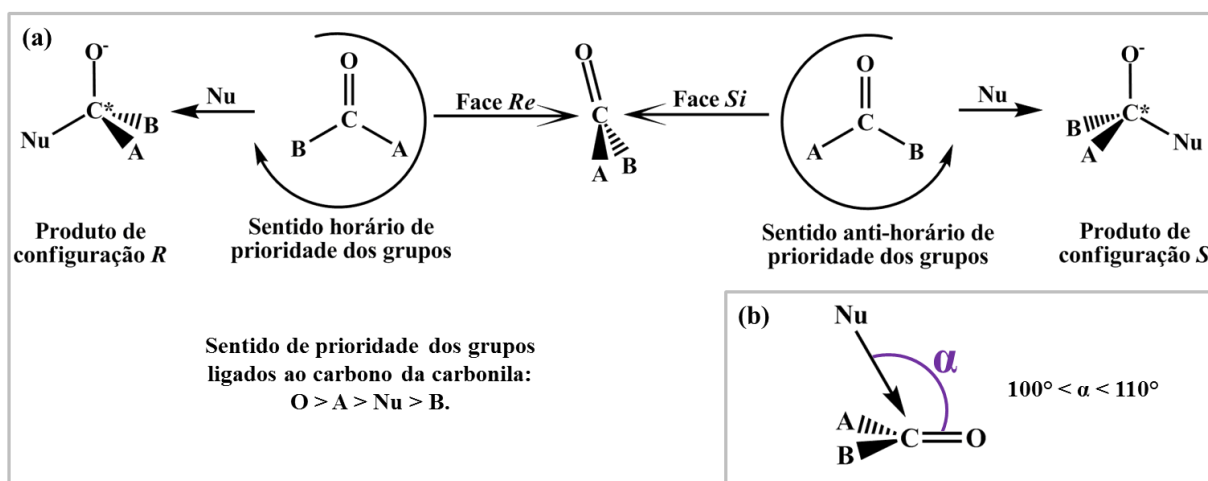 (a)
O⁻
C*
Nu
B
A
Nu
O
C
B
A
Face Re
O
C
A
B
Face Si
O
C
A
B
Nu
O⁻
C*
B
A
Nu
Produto de
configuração R
Sentido horário de
prioridade dos grupos
Sentido anti-horário de
prioridade dos grupos
Produto de
configuração S
Sentido de prioridade dos grupos
ligados ao carbono da carbonila:
O > A > Nu > B.
(b)
Nu
α
A
B
C
O
100° < α < 110°